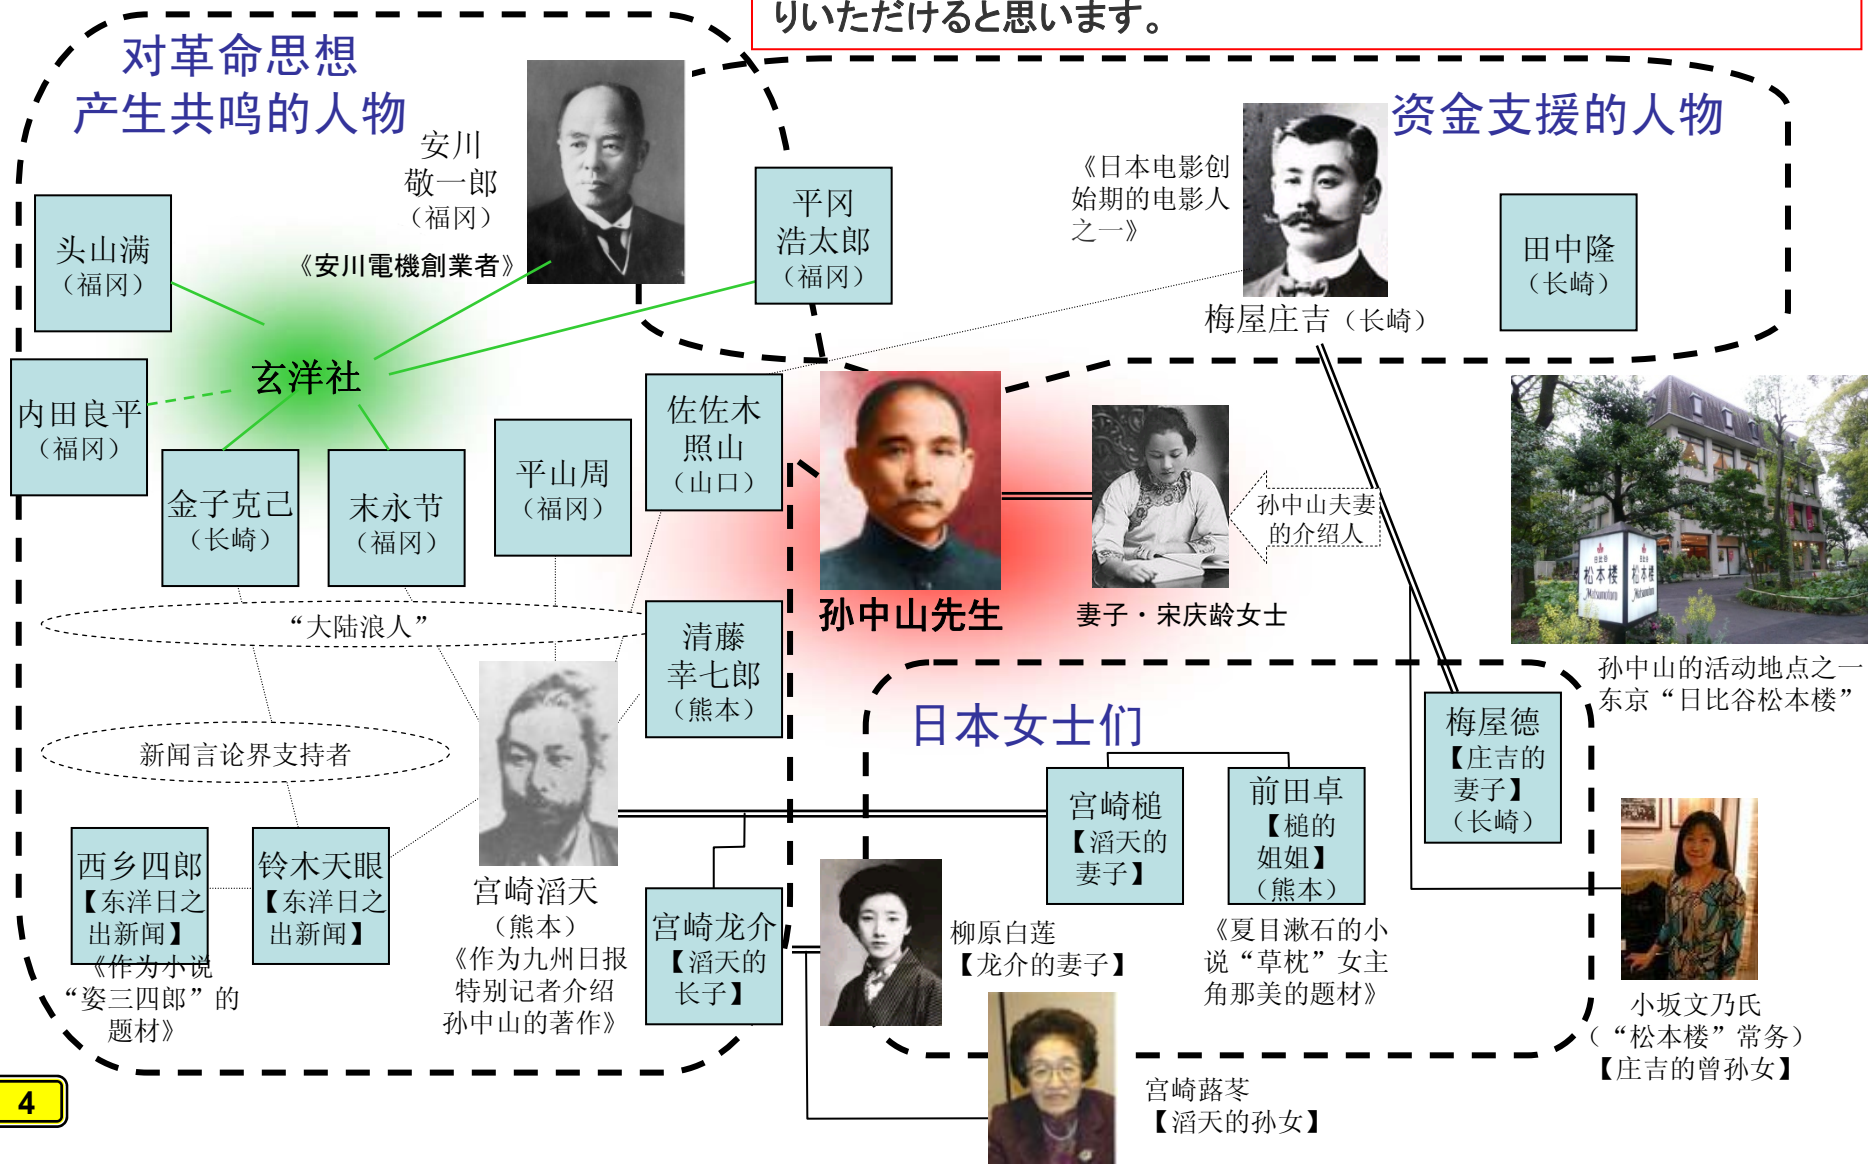 りいただけると思います。
对革命思想
产生共鸣的人物
资金支援的人物
安川
敬一郎
（福冈）
《安川電機創業者》
平冈
浩太郎
（福冈）
《日本电影创
始期的电影人
之一》
梅屋庄吉（长崎）
田中隆
（长崎）
头山满
（福冈）
玄洋社
内田良平
（福冈）
金子克己
（长崎）
末永节
（福冈）
平山周
（福冈）
佐佐木
照山
（山口）
孙中山先生
妻子・宋庆龄女士
孙中山夫妻
的介绍人
日比谷
松本楼
Matsumotoro
日比谷
松本楼
Matsumotoro
孙中山的活动地点之一
东京“日比谷松本楼”
“大陆浪人”
清藤
幸七郎
（熊本）
新闻言论界支持者
日本女士们
梅屋德
【庄吉的
妻子】
（长崎）
宫崎槌
【滔天的
妻子】
前田卓
【槌的
姐姐】
（熊本）
《夏目漱石的小
说“草枕”女主
角那美的题材》
西乡四郎
【东洋日之
出新闻】
《作为小说
“姿三四郎”的
题材》
铃木天眼
【东洋日之
出新闻】
宫崎滔天
（熊本）
《作为九州日报
特别记者介绍
孙中山的著作》
宫崎龙介
【滔天的
长子】
柳原白莲
【龙介的妻子】
小坂文乃氏
（“松本楼”常务）
【庄吉的曾孙女】
宫崎蕗苳
【滔天的孙女】
4